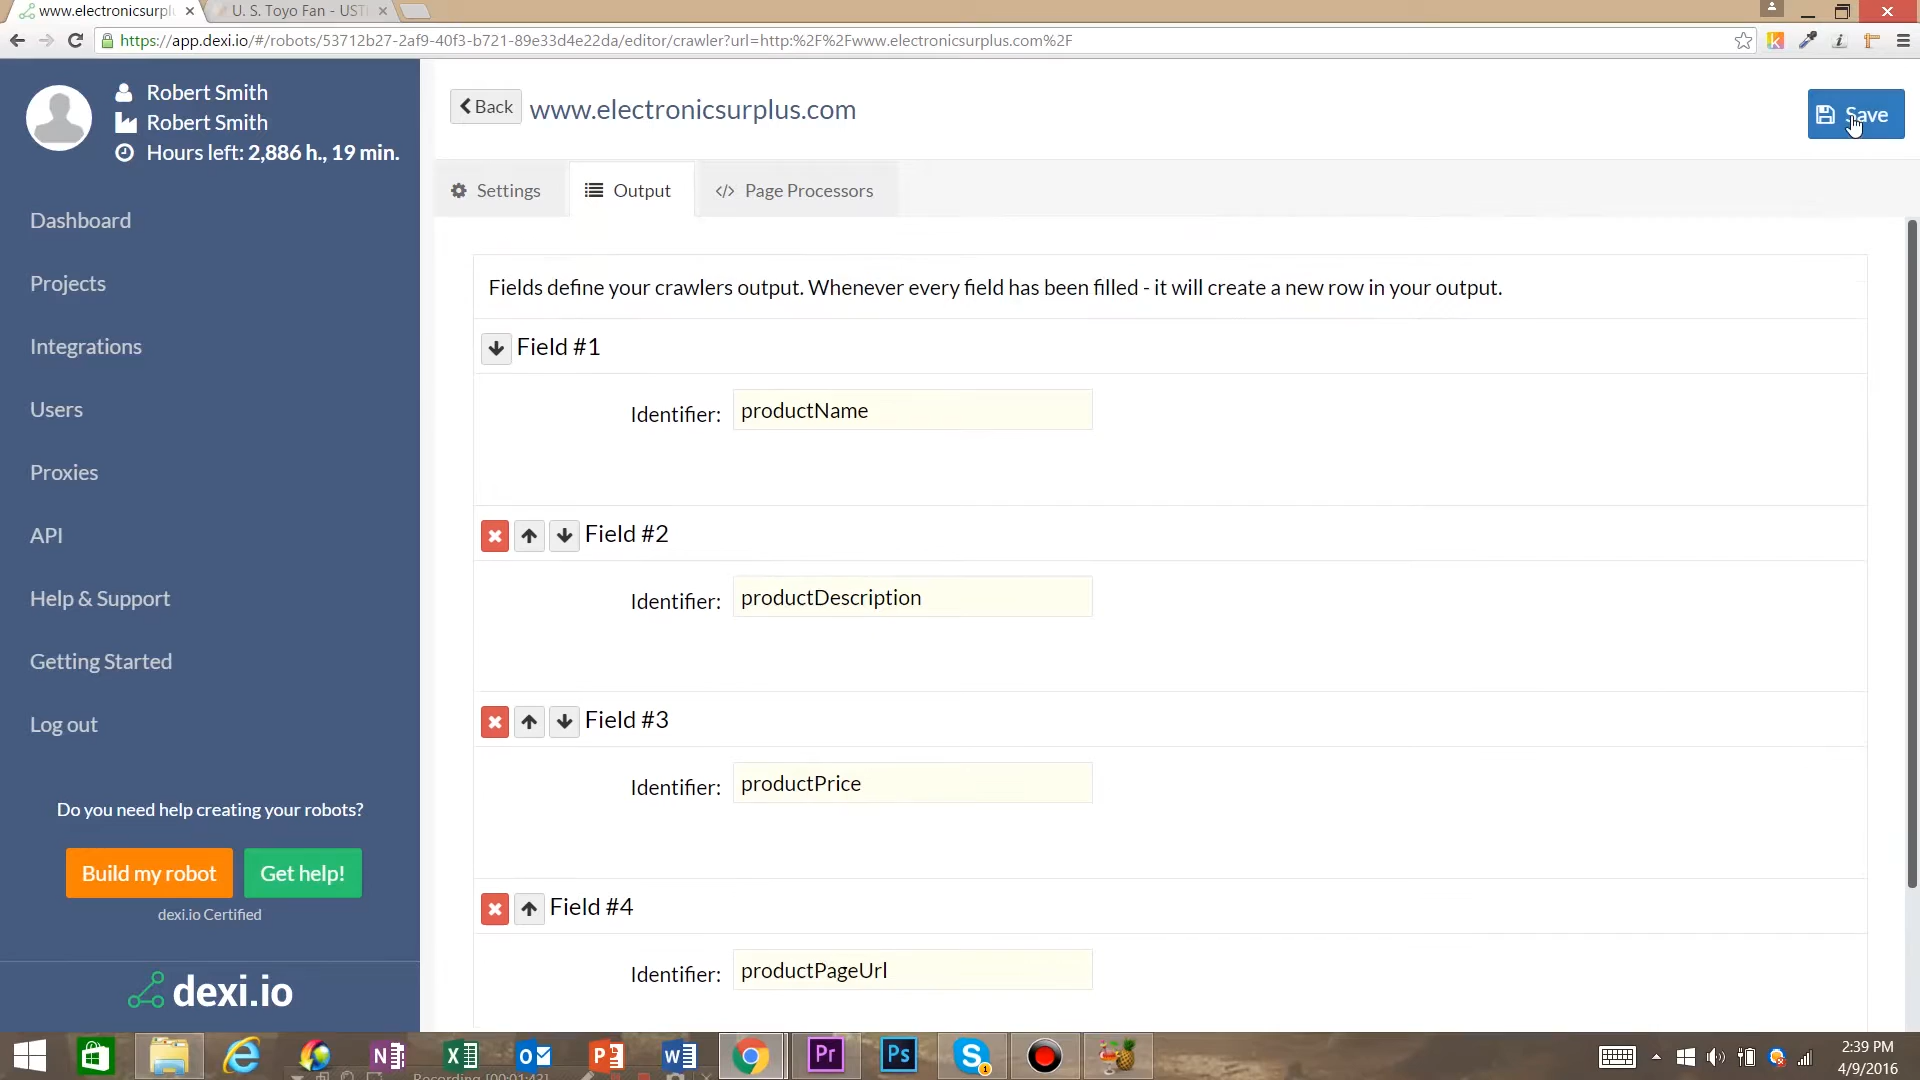 www.electronicsurpl
U. S. Toyo Fan - UST
https://app.dexi.io/#/robots/53712b27-2af9-40f3-b721-89e33d4e22da/editor/crawler?url=http:%2F%2Fwww.electronicsurplus.com%2F
Robert Smith
Robert Smith
Hours left: 2,886 h., 19 min.
Dashboard
Projects
Integrations
Users
Proxies
API
Help & Support
Getting Started
Log out
Do you need help creating your robots?
Build my robot
Get help!
dexi.io Certified
dexi.io
Back
www.electronicsurplus.com
Save
Settings
Output
Page Processors
Fields define your crawlers output. Whenever every field has been filled - it will create a new row in your output.
Field #1
Identifier: productName
Field #2
Identifier: productDescription
Field #3
Identifier: productPrice
Field #4
Identifier: productPageUrl
Recording [00:01:43]
2:39 PM
4/9/2016